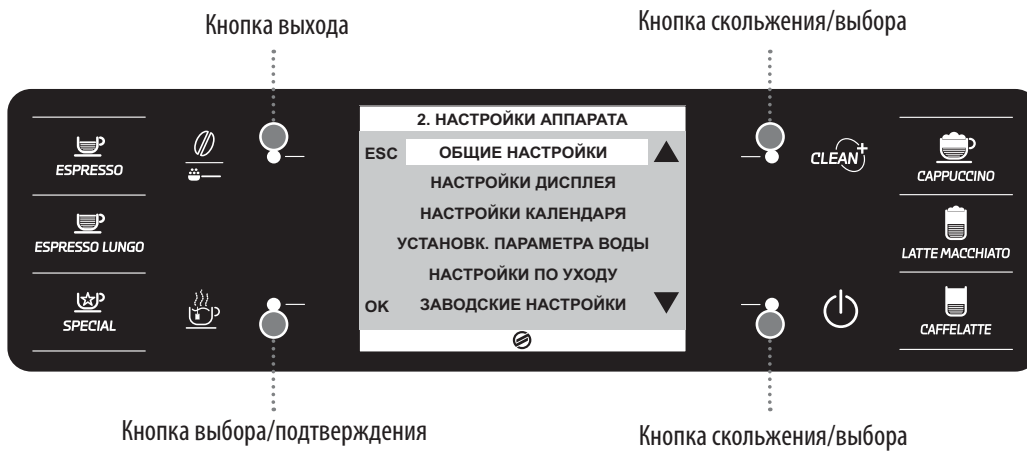 Кнопка выхода
Кнопка скольжения/выбора
ESPRESSO
ESPRESSO LUNGO
SPECIAL
2. НАСТРОЙКИ АППАРАТА
ESC ОБЩИЕ НАСТРОЙКИ
НАСТРОЙКИ ДИСПЛЕЯ
НАСТРОЙКИ КАЛЕНДАРЯ
УСТАНОВК. ПАРАМЕТРА ВОДЫ
НАСТРОЙКИ ПО УХОДУ
OK ЗАВОДСКИЕ НАСТРОЙКИ
CLEAN+
CAPPUCCINO
LATTE MACCHIATO
CAFFELATTE
Кнопка выбора/подтверждения
Кнопка скольжения/выбора